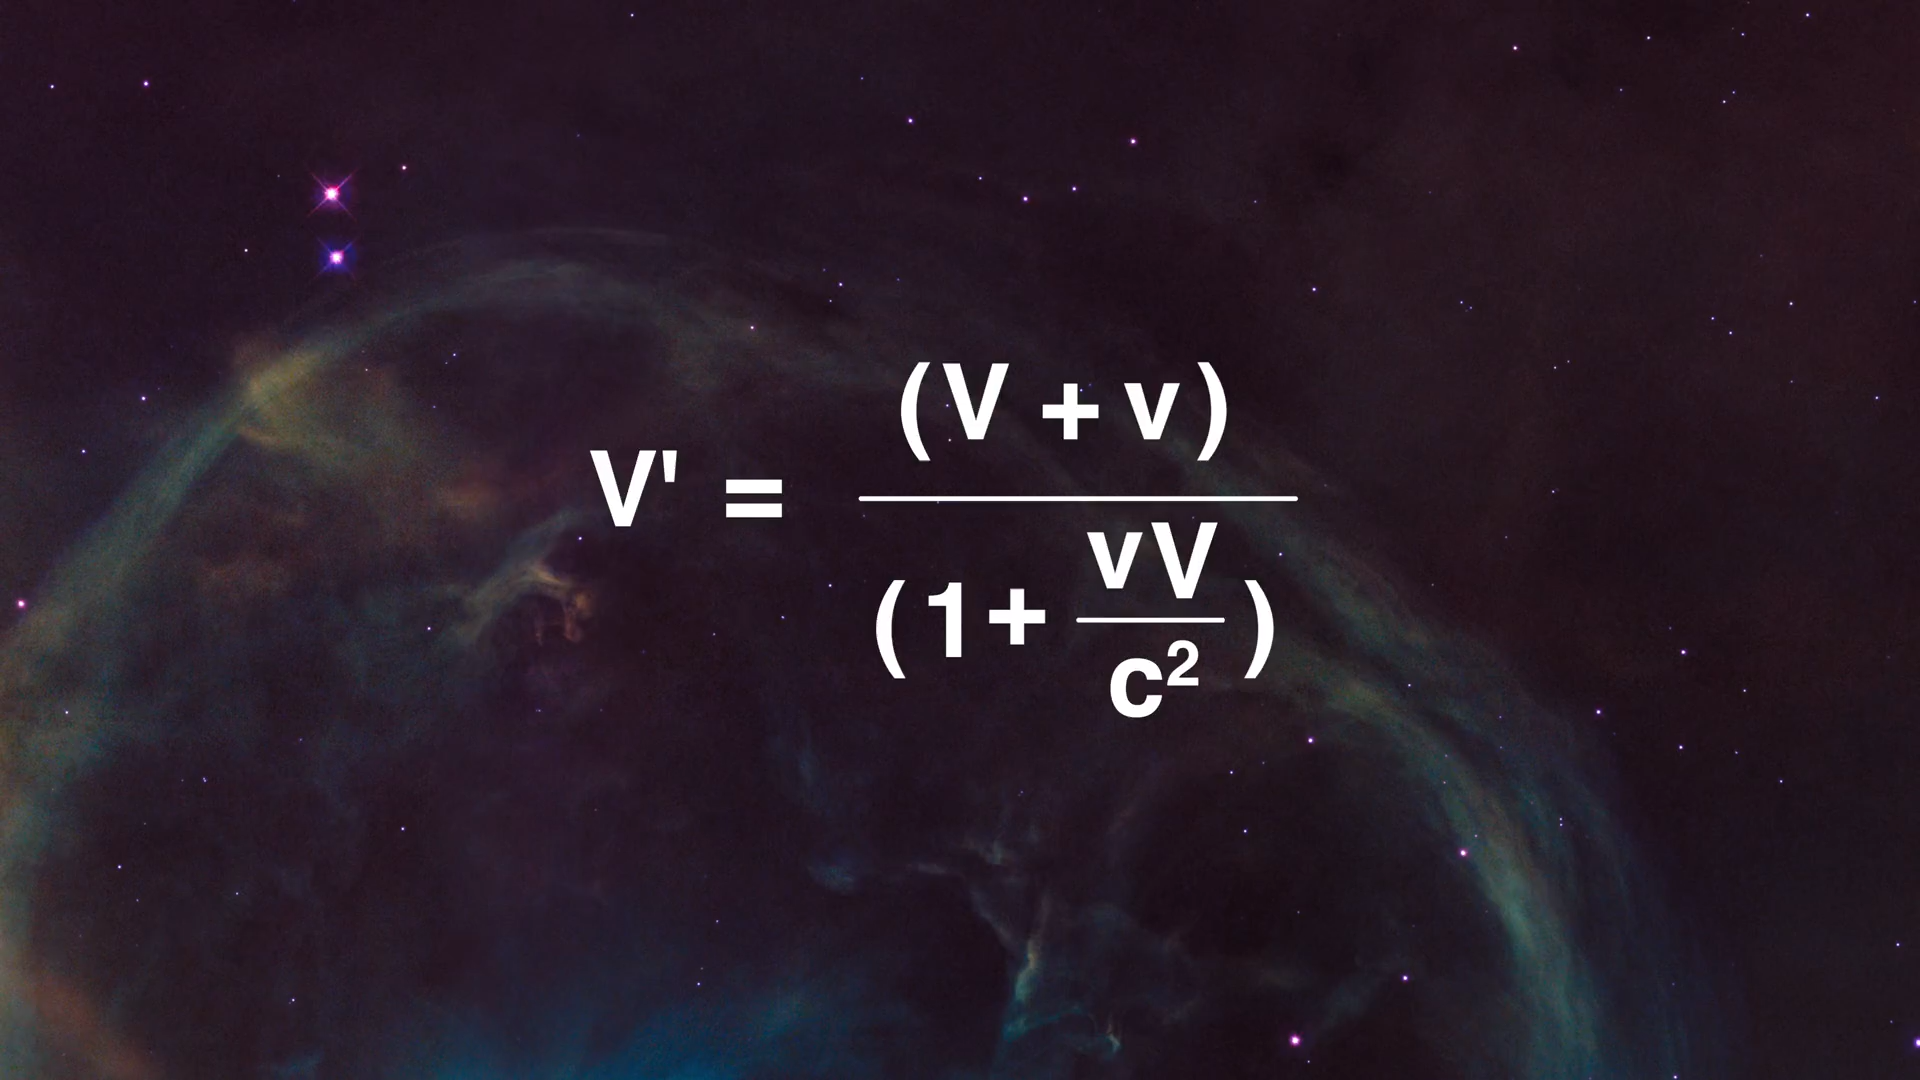 V' = (V + v)
(1+ vV
c²)